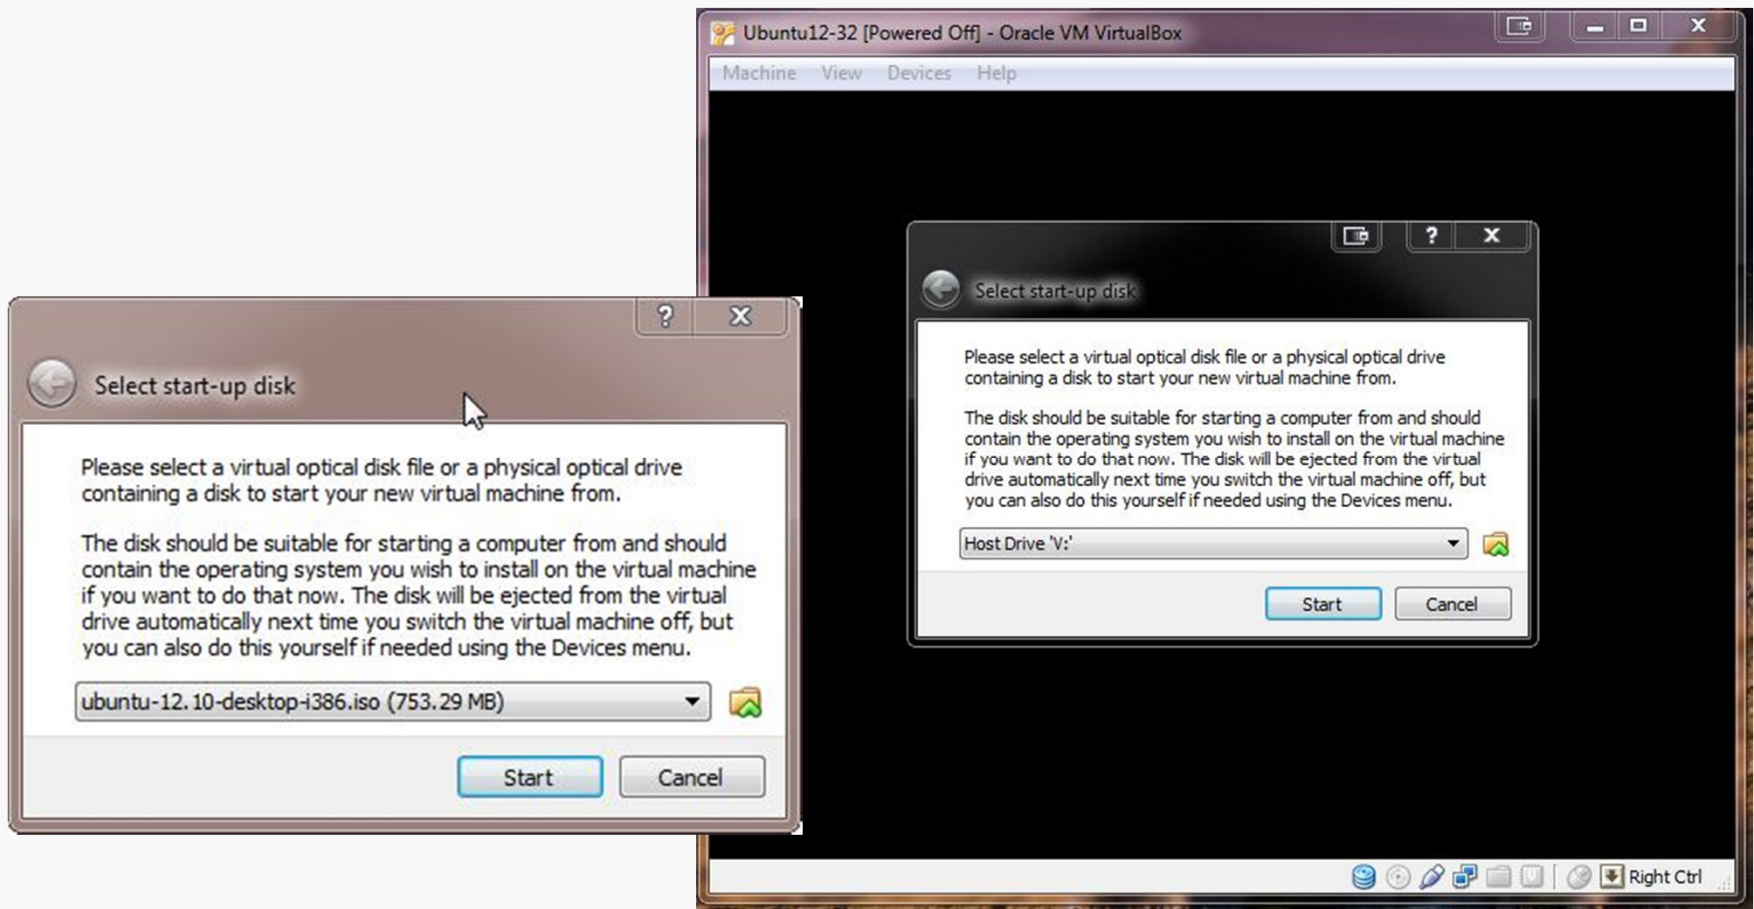 Ubuntu12-32 [Powered Off] - Oracle VM VirtualBox
Machine View Devices Help
Select start-up disk
Please select a virtual optical disk file or a physical optical drive
containing a disk to start your new virtual machine from.
The disk should be suitable for starting a computer from and should
contain the operating system you wish to install on the virtual machine
if you want to do that now. The disk will be ejected from the virtual
drive automatically next time you switch the virtual machine off, but
you can also do this yourself if needed using the Devices menu.
Host Drive 'V:'
Start Cancel
Right Ctrl
Select start-up disk
Please select a virtual optical disk file or a physical optical drive
containing a disk to start your new virtual machine from.
The disk should be suitable for starting a computer from and should
contain the operating system you wish to install on the virtual machine
if you want to do that now. The disk will be ejected from the virtual
drive automatically next time you switch the virtual machine off, but
you can also do this yourself if needed using the Devices menu.
ubuntu-12.10-desktop-i386.iso (753.29 MB)
Start Cancel